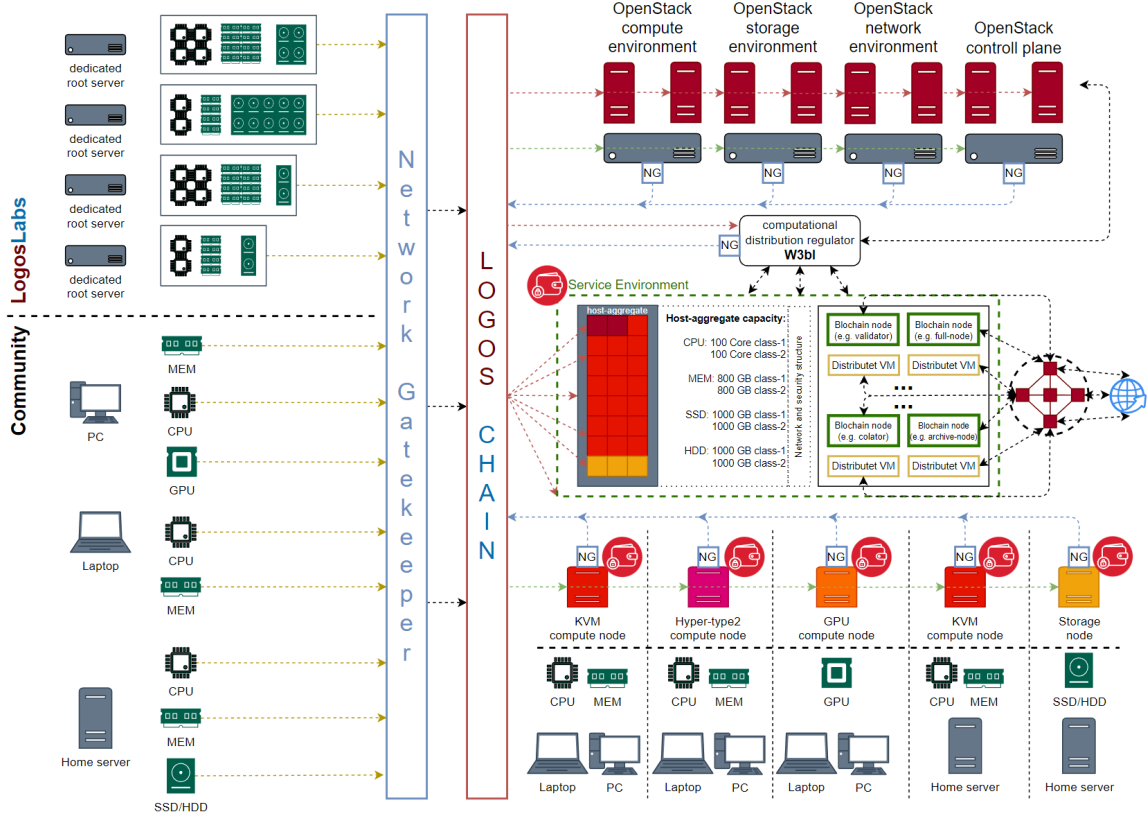 OpenStack
compute
environment
OpenStack
storage
environment
OpenStack
network
environment
OpenStack
controll plane
dedicated
root server
dedicated
root server
dedicated
root server
dedicated
root server
LogosLabs
Community
MEM
PC
CPU
GPU
Laptop
CPU
MEM
CPU
Home server
MEM
SSD/HDD
Network Gatekeeper
LOGOS CHAIN
NG
NG
NG
NG
NG
computational
distribution regulator
W3bl
Service Environment
host-aggregate
Host-aggregate capacity:
CPU: 100 Core class-1
100 Core class-2
MEM: 800 GB class-1
800 GB class-2
SSD: 1000 GB class-1
1000 GB class-2
HDD: 1000 GB class-1
1000 GB class-2
Network and security structure
Blochain node
(e.g. validator)
Blochain node
(e.g. full-node)
Distributet VM
Distributet VM
...
...
Blochain node
(e.g. colator)
Blochain node
(e.g. archive-node)
Distributet VM
Distributet VM
NG
NG
NG
NG
NG
KVM
compute node
Hyper-type2
compute node
GPU
compute node
KVM
compute node
Storage
node
CPU
MEM
CPU
MEM
GPU
CPU
MEM
SSD/HDD
Laptop
PC
Laptop
PC
Laptop
PC
Home server
Home server